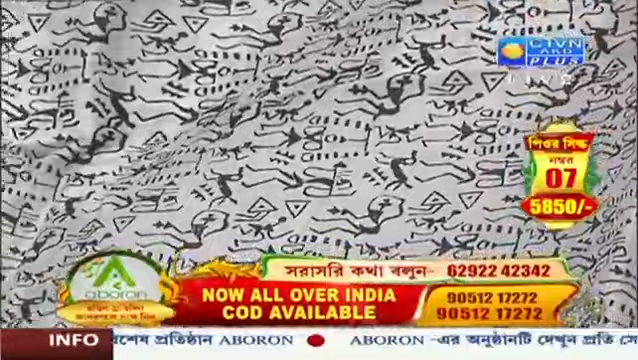 CTVN
AKD
PLUS
পিওর সিল্ক
নম্বর
07
5850/-
সরাসরি কথা বলুন- 62922 42342
aboron
NOW ALL OVER INDIA
COD AVAILABLE
90512 17272
90512 17272
INFO
বিশেষ প্রতিষ্ঠান ABORON ABORON -এর অনুষ্ঠানটি দেখুন প্রতি সো